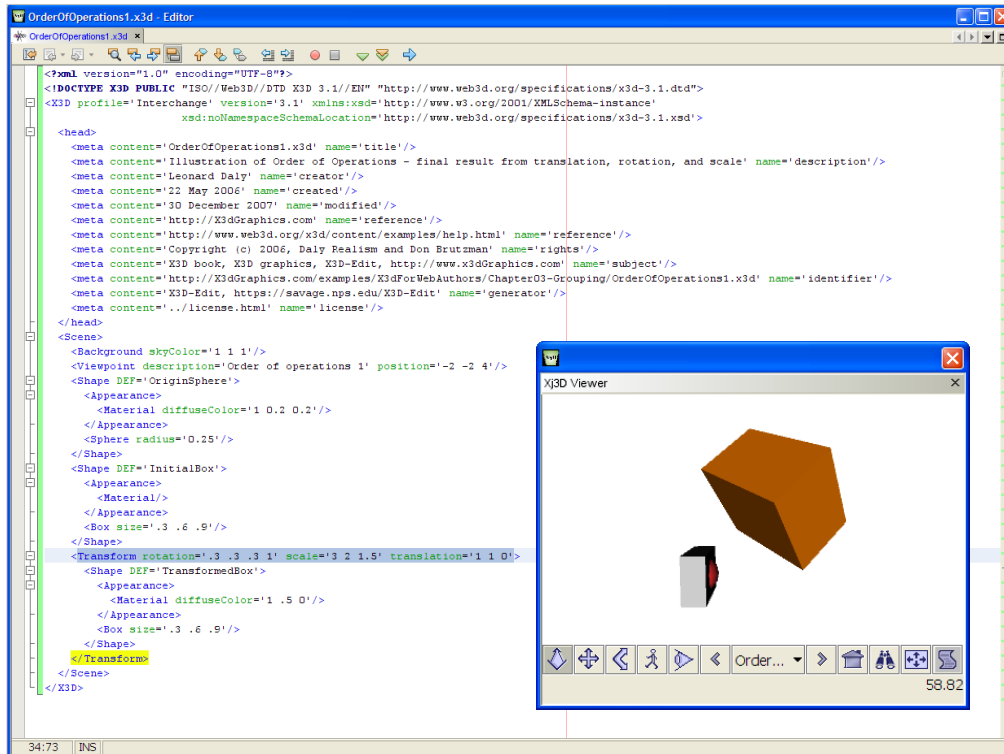 OrderOfOperations1.x3d - Editor
OrderOfOperations1.x3d
<?xml version="1.0" encoding="UTF-8"?>
<!DOCTYPE X3D PUBLIC "ISO//Web3D//DTD X3D 3.1//EN" "http://www.web3d.org/specifications/x3d-3.1.dtd">
<X3D profile='Interchange' version='3.1' xmlns:xsd='http://www.w3.org/2001/XMLSchema-instance'
xsd:noNamespaceSchemaLocation='http://www.web3d.org/specifications/x3d-3.1.xsd'>
<head>
<meta content='OrderOfOperations1.x3d' name='title'/>
<meta content='Illustration of Order of Operations - final result from translation, rotation, and scale' name='description'/>
<meta content='Leonard Daly' name='creator'/>
<meta content='22 May 2006' name='created'/>
<meta content='30 December 2007' name='modified'/>
<meta content='http://X3dGraphics.com' name='reference'/>
<meta content='http://www.web3d.org/x3d/content/examples/help.html' name='reference'/>
<meta content='Copyright (c) 2006, Daly Realism and Don Brutzman' name='rights'/>
<meta content='X3D book, X3D graphics, X3D-Edit, http://www.x3dGraphics.com' name='subject'/>
<meta content='http://X3dGraphics.com/examples/X3dForWebAuthors/Chapter03-Grouping/OrderOfOperations1.x3d' name='identifier'/>
<meta content='X3D-Edit, https://savage.nps.edu/X3D-Edit' name='generator'/>
<meta content='../license.html' name='license'/>
</head>
<Scene>
<Background skyColor='1 1 1'/>
<Viewpoint description='Order of operations 1' position='-2 -2 4'/>
<Shape DEF='OriginSphere'>
<Appearance>
<Material diffuseColor='1 0.2 0.2'/>
</Appearance>
<Sphere radius='0.25'/>
</Shape>
<Shape DEF='InitialBox'>
<Appearance>
<Material/>
</Appearance>
<Box size='.3 .6 .9'/>
</Shape>
<Transform rotation='.3 .3 .3 1' scale='3 2 1.5' translation='1 1 0'>
<Shape DEF='TransformedBox'>
<Appearance>
<Material diffuseColor='1 .5 0'/>
</Appearance>
<Box size='.3 .6 .9'/>
</Shape>
</Transform>
</Scene>
</X3D>
Xj3D Viewer
Order...
58.82
34:73 INS